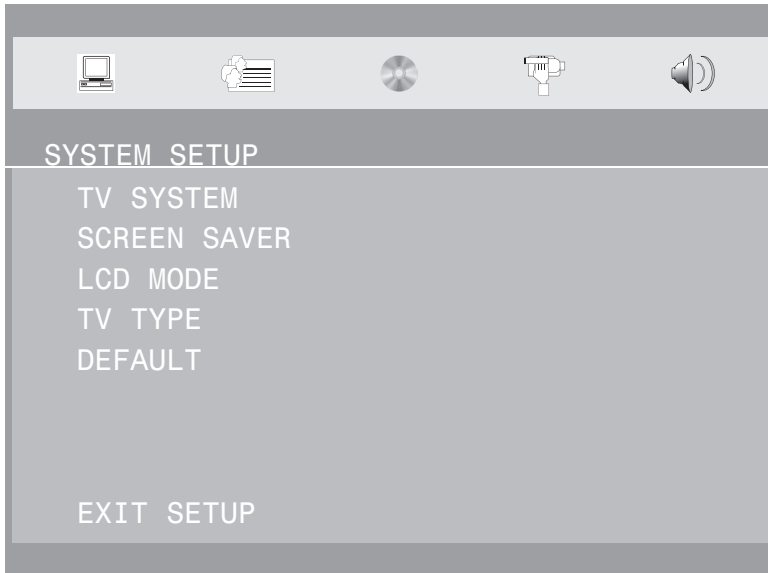 SYSTEM SETUP
TV SYSTEM
SCREEN SAVER
LCD MODE
TV TYPE
DEFAULT
EXIT SETUP